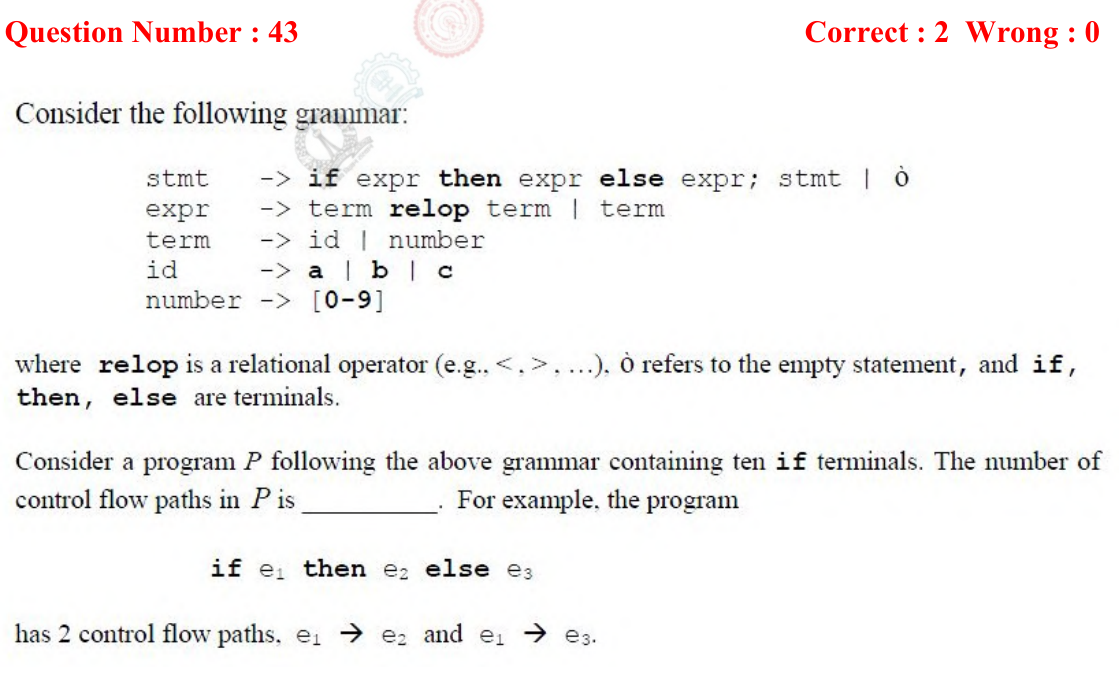 Question Number : 43 Correct : 2 Wrong : 0
Consider the following grammar:
stmt -> if expr then expr else expr; stmt | ò
expr -> term relop term | term
term -> id | number
id -> a | b | c
number -> [0-9]
where relop is a relational operator (e.g., < , > , …), ò refers to the empty statement, and if,
then, else are terminals.
Consider a program P following the above grammar containing ten if terminals. The number of
control flow paths in P is __________. For example, the program
if e₁ then e₂ else e₃
has 2 control flow paths, e₁ → e₂ and e₁ → e₃.